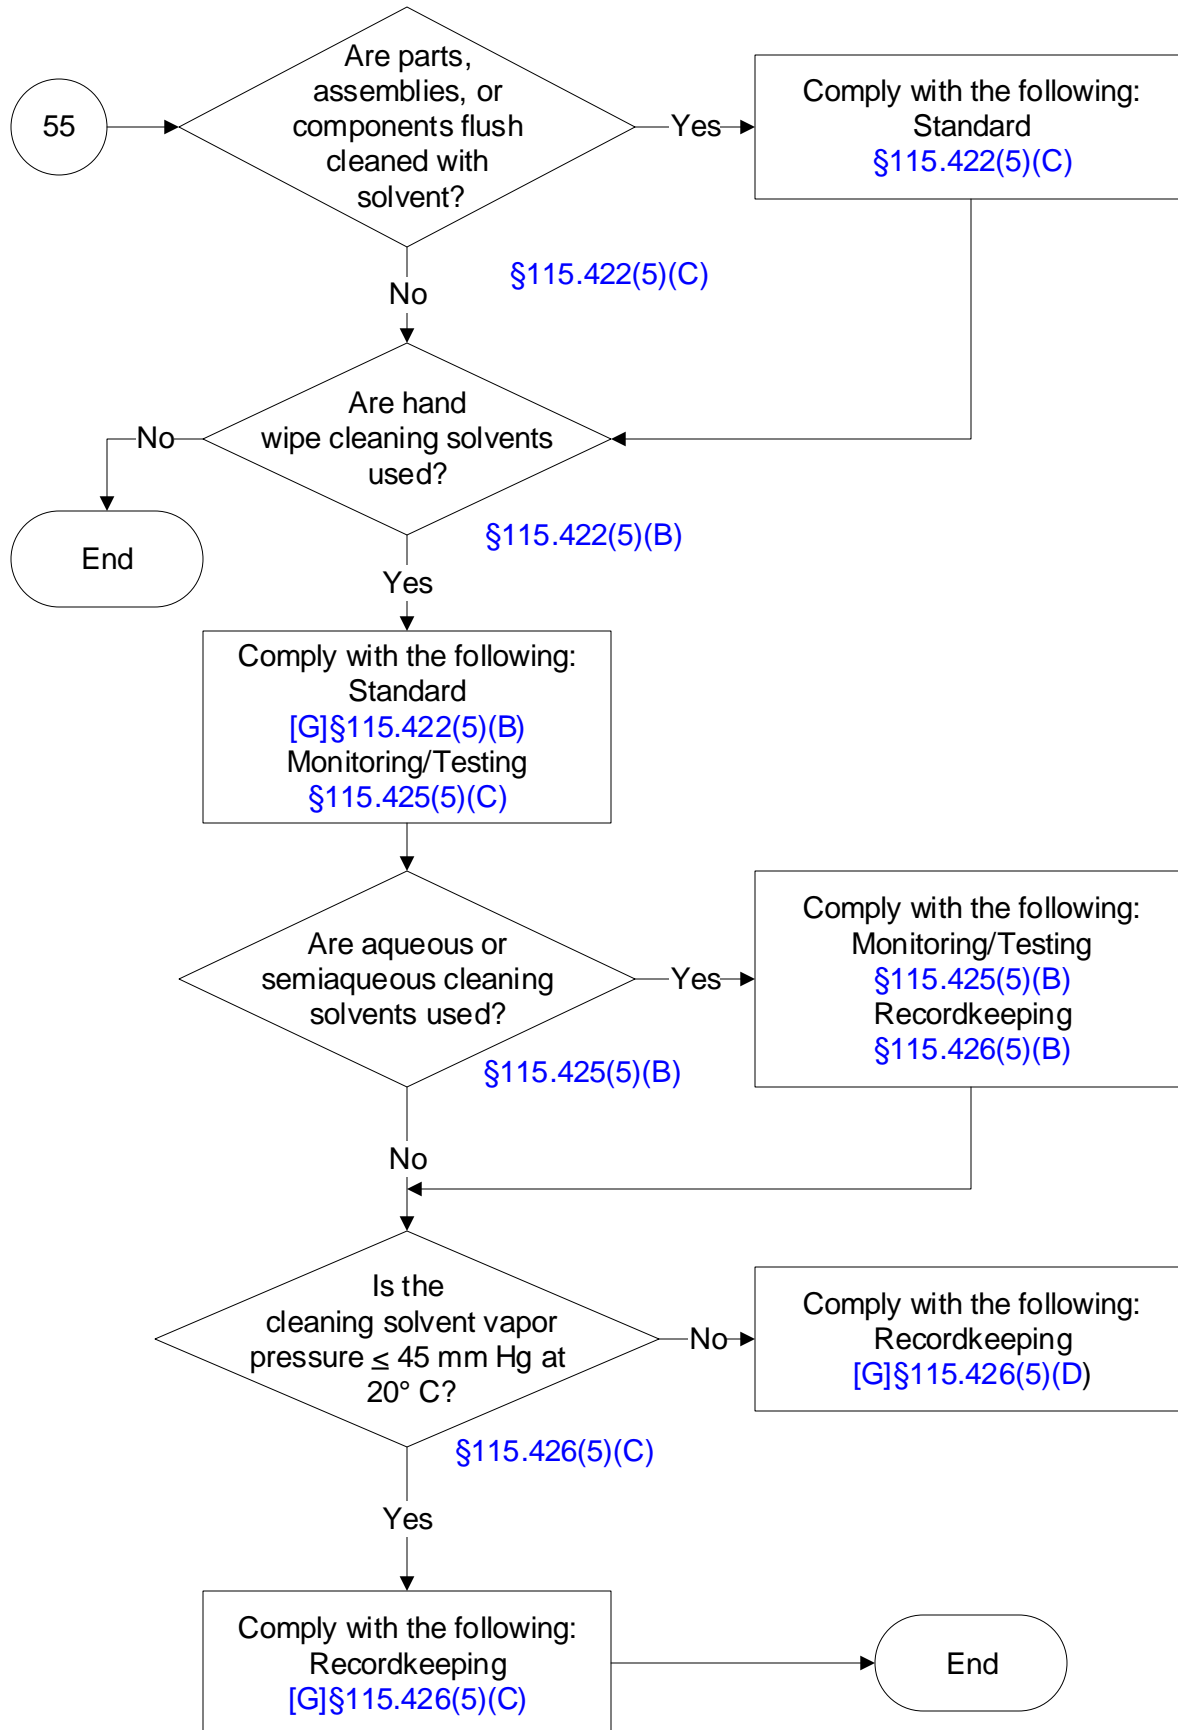 55
Are parts,
assemblies, or
components flush
cleaned with
solvent?
Yes
Comply with the following:
Standard
§115.422(5)(C)
§115.422(5)(C)
No
Are hand
wipe cleaning solvents
used?
No
End
§115.422(5)(B)
Yes
Comply with the following:
Standard
[G]§115.422(5)(B)
Monitoring/Testing
§115.425(5)(C)
Are aqueous or
semiaqueous cleaning
solvents used?
Yes
Comply with the following:
Monitoring/Testing
§115.425(5)(B)
Recordkeeping
§115.426(5)(B)
§115.425(5)(B)
No
Is the
cleaning solvent vapor
pressure ≤ 45 mm Hg at
20° C?
No
Comply with the following:
Recordkeeping
[G]§115.426(5)(D)
§115.426(5)(C)
Yes
Comply with the following:
Recordkeeping
[G]§115.426(5)(C)
End